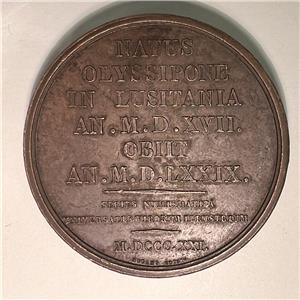 NATUS
OLYSSIPONE
IN LUSITANIA
AN. M. D. XVII.
OBIIT
AN. M. D. LXXIX.
SERIES NUMISMATICA
UNIVERSALIS VIRORUM ILLUSTRIUM
M.DCCC.XXI.